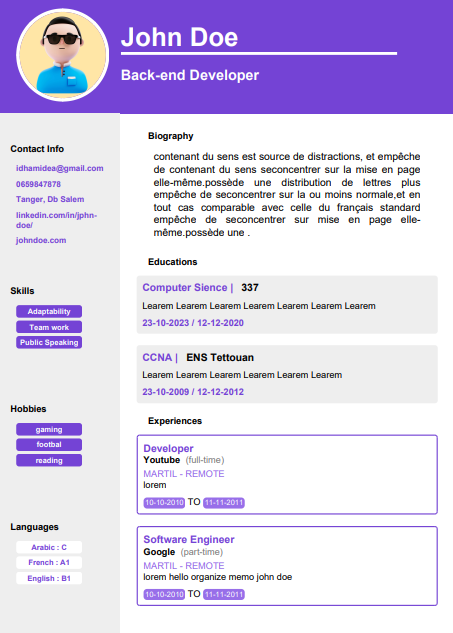 John Doe
Back-end Developer
Contact Info
idhamidea@gmail.com
0659847878
Tanger, Db Salem
linkedin.com/in/jphn-
doe/
johndoe.com
Skills
Adaptability
Team work
Public Speaking
Hobbies
gaming
footbal
reading
Languages
Arabic : C
French : A1
English : B1
Biography
contenant du sens est source de distractions, et empêche
de contenant du sens seconcentrer sur la mise en page
elle-même.possède une distribution de lettres plus
empêche de seconcentrer sur la ou moins normale,et en
tout cas comparable avec celle du français standard
empêche de seconcentrer sur mise en page elle-
même.possède une .
Educations
Computer Sience | 337
Learem Learem Learem Learem Learem Learem Learem
23-10-2023 / 12-12-2020
CCNA | ENS Tettouan
Learem Learem Learem Learem Learem Learem
23-10-2009 / 12-12-2012
Experiences
Developer
Youtube (full-time)
MARTIL - REMOTE
lorem
10-10-2010 TO 11-11-2011
Software Engineer
Google (part-time)
MARTIL - REMOTE
lorem hello organize memo john doe
10-10-2010 TO 11-11-2011